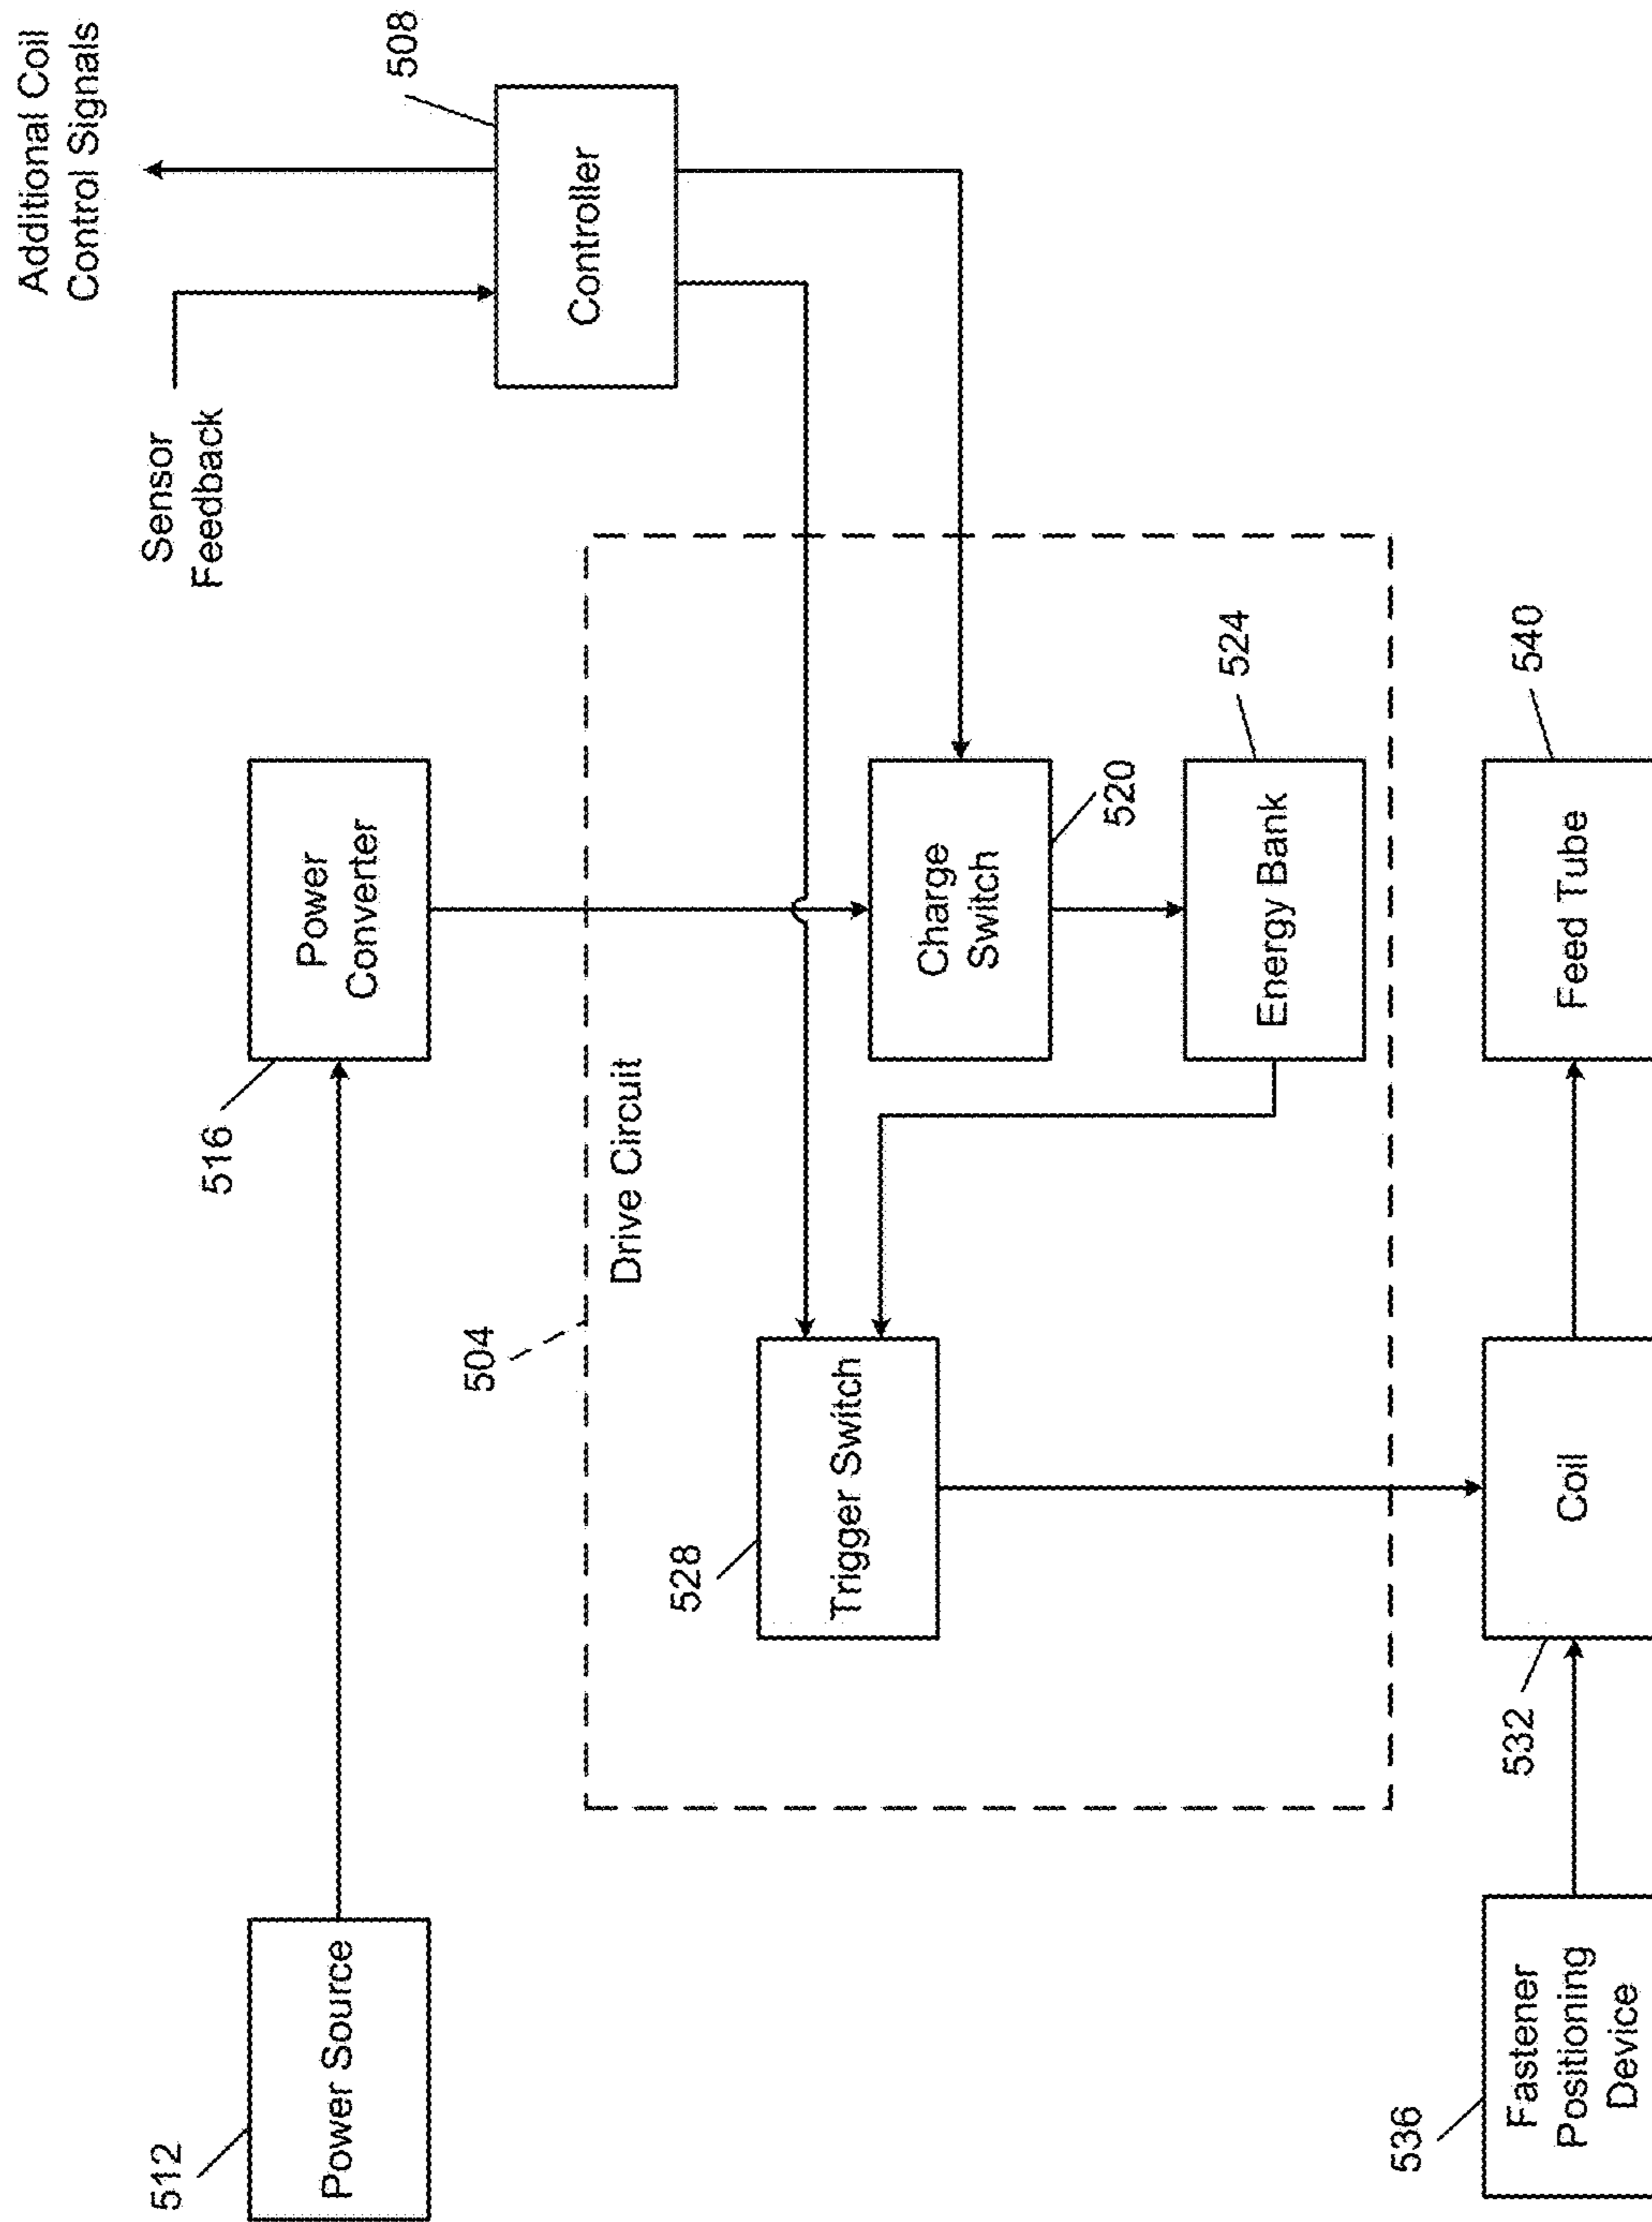 Additional Coil
Control Signals
Sensor
Feedback
512
Power Source
516
Power
Converter
508
Controller
504
Drive Circuit
528
Trigger Switch
Charge
Switch
520
524
Energy Bank
536
Fastener
Positioning
Device
532
Coil
540
Feed Tube